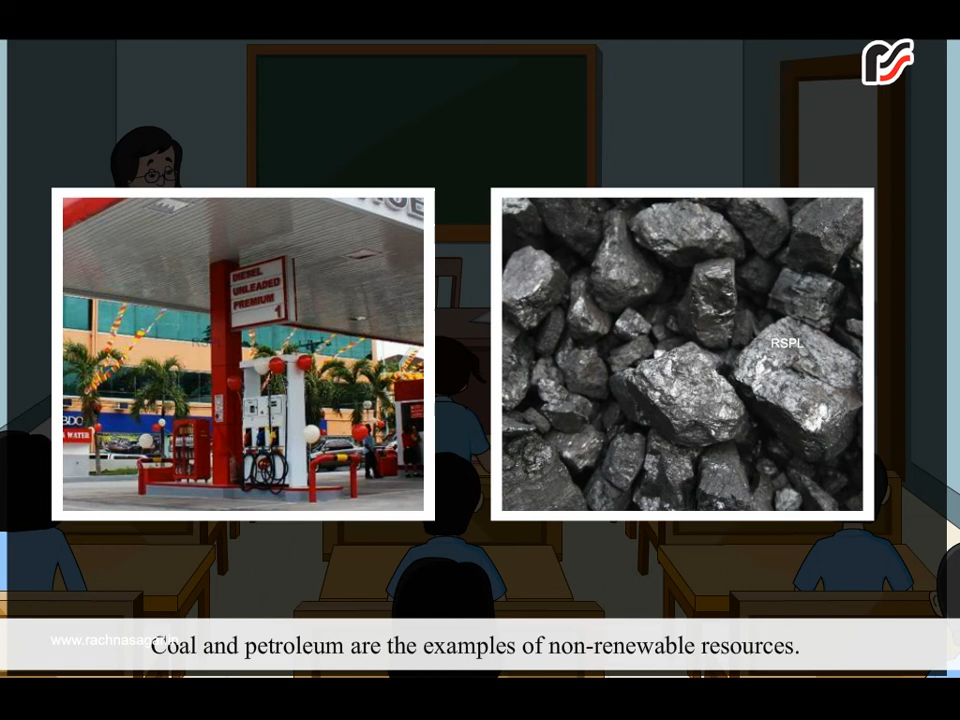 DIESEL
UNLEADED
PREMIUM
1
BDO
WATER
RSPL
www.rachnasagar.in
Coal and petroleum are the examples of non-renewable resources.